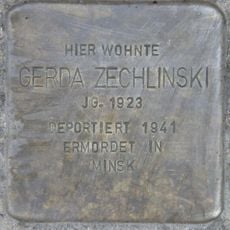 HIER WOHNTE
GERDA ZECHLINSKI
JG. 1923
DEPORTIERT 1941
ERMORDET IN
MINSK